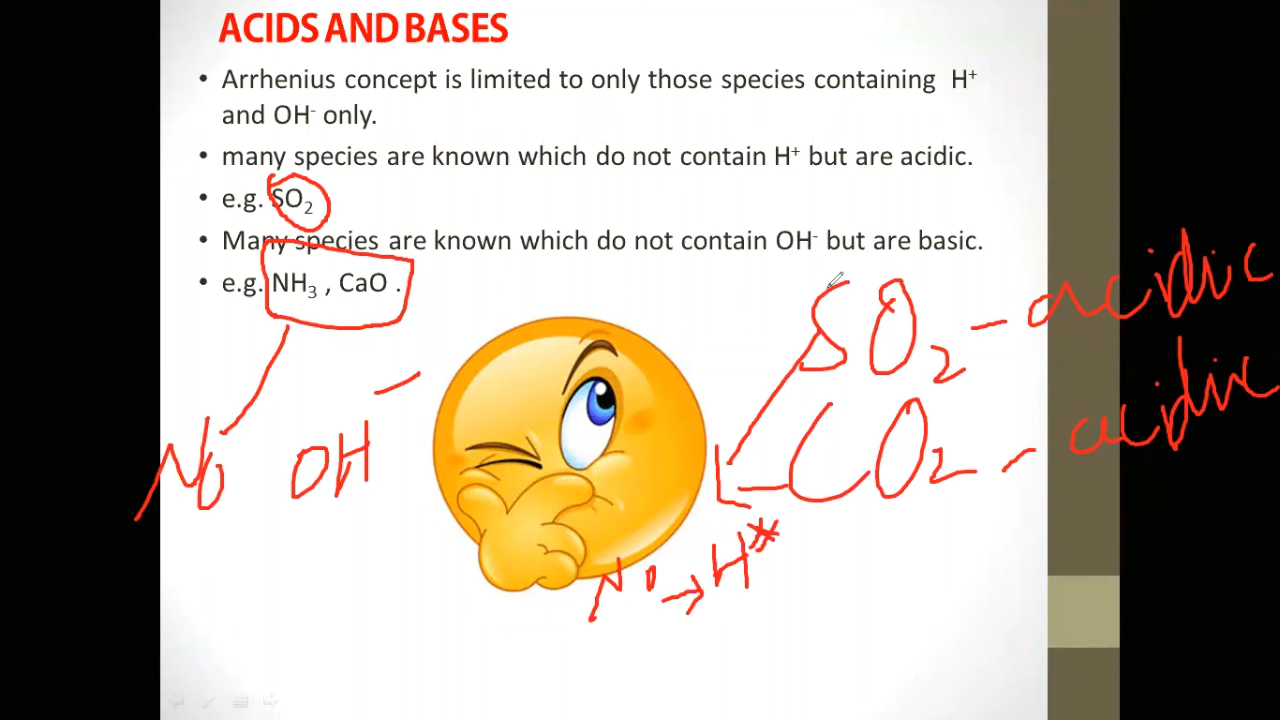 ACIDS AND BASES
• Arrhenius concept is limited to only those species containing H⁺
and OH⁻ only.
• many species are known which do not contain H⁺ but are acidic.
• e.g. SO₂
• Many species are known which do not contain OH⁻ but are basic.
• e.g. NH₃ , CaO .
SO₂ - acidic
CO₂ - acidic
No OH⁻
No → H⁺